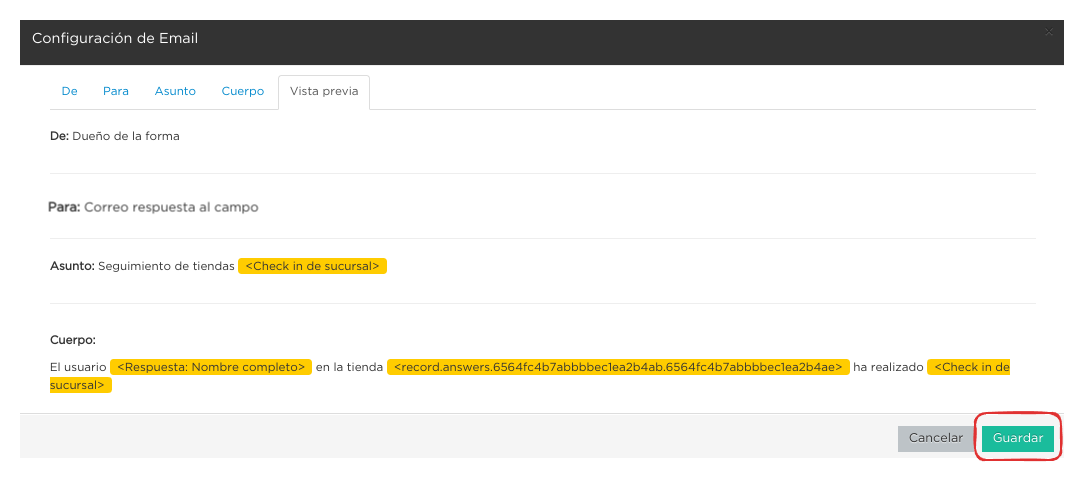 Configuración de Email
×
De Para Asunto Cuerpo Vista previa
De: Dueño de la forma
Para: Correo respuesta al campo
Asunto: Seguimiento de tiendas <Check in de sucursal>
Cuerpo:
El usuario <Respuesta: Nombre completo> en la tienda <record.answers.6564fc4b7abbbbec1ea2b4ab.6564fc4b7abbbbec1ea2b4ae> ha realizado <Check in de
sucursal>
Cancelar Guardar